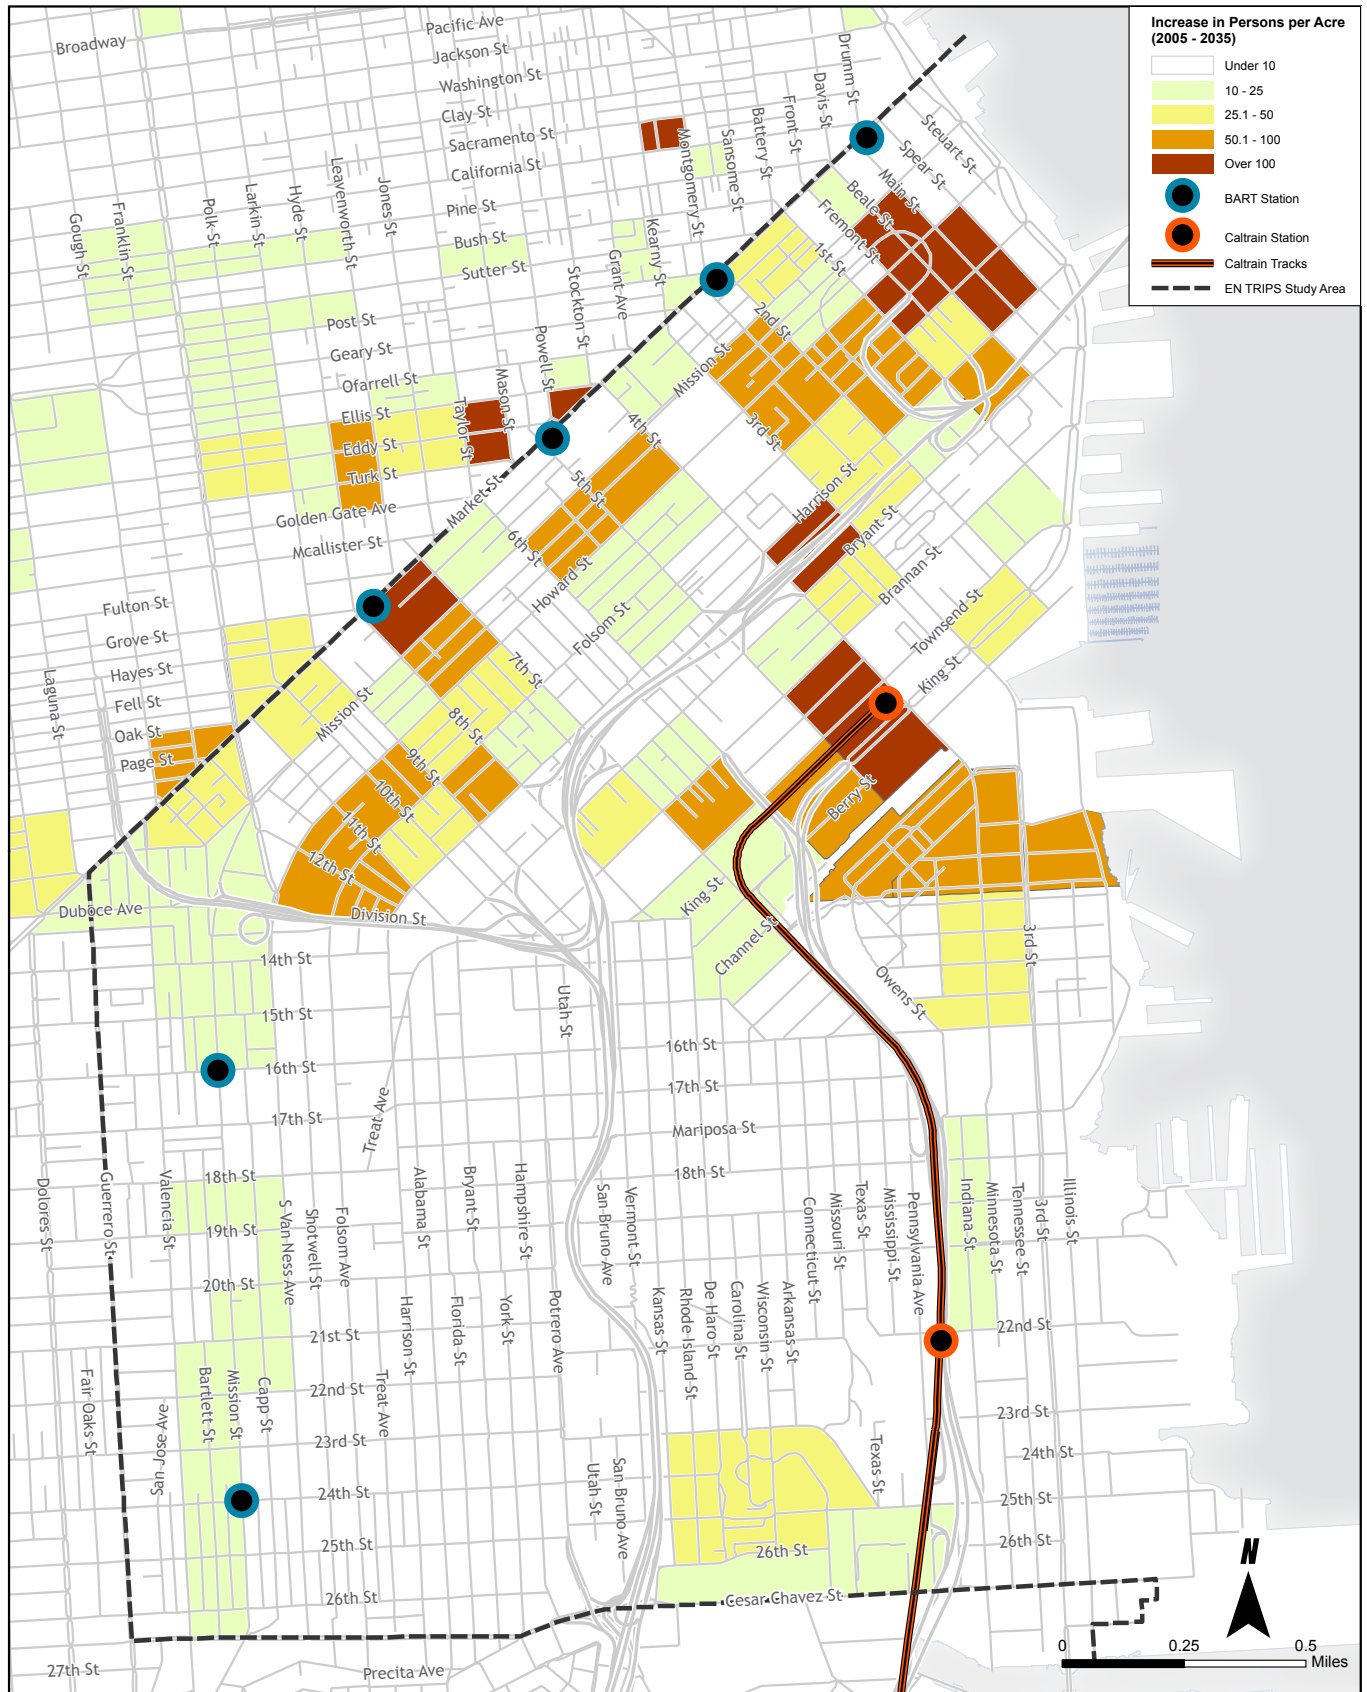 Increase in Persons per Acre
(2005 - 2035)
Under 10
10 - 25
25.1 - 50
50.1 - 100
Over 100
BART Station
Caltrain Station
Caltrain Tracks
EN TRIPS Study Area
Broadway
Pacific Ave
Jackson St
Washington St
Clay St
Sacramento St
California St
Pine St
Bush St
Sutter St
Post St
Geary St
Ofarrell St
Ellis St
Eddy St
Turk St
Golden Gate Ave
Mcallister St
Fulton St
Grove St
Hayes St
Fell St
Oak St
Page St
Laguna St
Gough St
Franklin St
Polk St
Larkin St
Hyde St
Leavenworth St
Jones St
Taylor St
Mason St
Powell St
Stockton St
Grant Ave
Kearny St
Montgomery St
Sansome St
Battery St
Front St
Davis St
Drumm St
Steuart St
Spear St
Main St
Beale St
Fremont St
1st St
2nd St
3rd St
4th St
5th St
6th St
7th St
8th St
9th St
10th St
11th St
12th St
Market St
Mission St
Mission St
Howard St
Folsom St
Harrison St
Bryant St
Brannan St
Townsend St
King St
Berry St
King St
Channel St
Owens St
3rd St
Duboce Ave
Division St
14th St
15th St
16th St
17th St
18th St
19th St
20th St
21st St
22nd St
23rd St
24th St
25th St
26th St
27th St
Precita Ave
Utah St
Treat Ave
16th St
17th St
Mariposa St
18th St
Dolores St
Guerrero St
Valencia St
S Van Ness Ave
Shotwell St
Folsom Ave
Alabama St
Bryant St
Hampshire St
San Bruno Ave
Vermont St
Connecticut St
Missouri St
Texas St
Mississippi St
Pennsylvania Ave
Indiana St
Minnesota St
Tennessee St
3rd St
Illinois St
Fair Oaks St
San Jose Ave
Bartlett St
Mission St
Capp St
Treat Ave
Harrison St
Florida St
York St
Potrero Ave
Kansas St
Rhode Island St
De Haro St
Carolina St
Wisconsin St
Arkansas St
Utah St
San Bruno Ave
Texas St
22nd St
23rd St
24th St
25th St
26th St
26th St
Cesar Chavez St
N
0
0.25
0.5
Miles